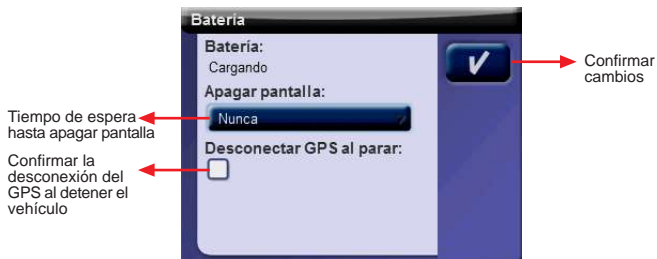 Batería
Batería:
Cargando
Apagar pantalla:
Nunca
Desconectar GPS al parar:
Confirmar
cambios
Tiempo de espera
hasta apagar pantalla
Confirmar la
desconexión del
GPS al detener el
vehículo